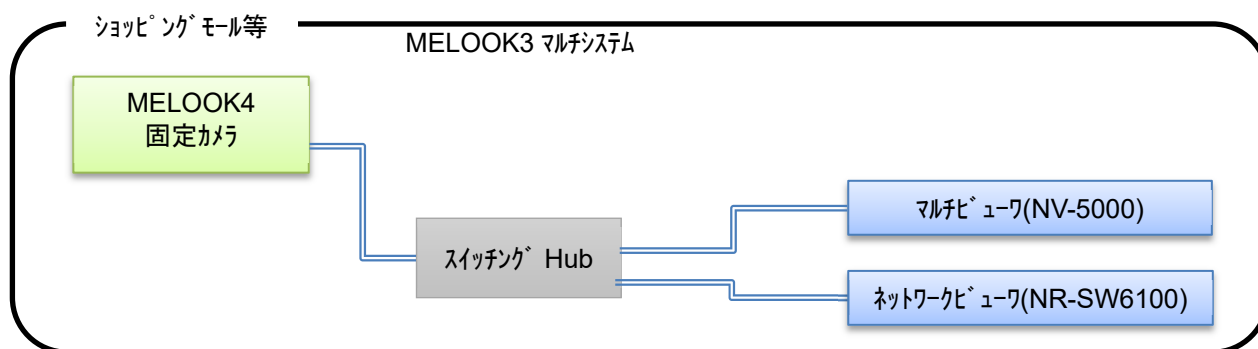 ｼｮｯﾋﾟﾝｸﾞﾓｰﾙ等
MELOOK3 ﾏﾙﾁｼｽﾃﾑ
MELOOK4
固定ｶﾒﾗ
ﾏﾙﾁﾋﾞｭｰﾜ(NV-5000)
ｽｲｯﾁﾝｸﾞ Hub
ﾈｯﾄﾜｰｸﾋﾞｭｰﾜ(NR-SW6100)